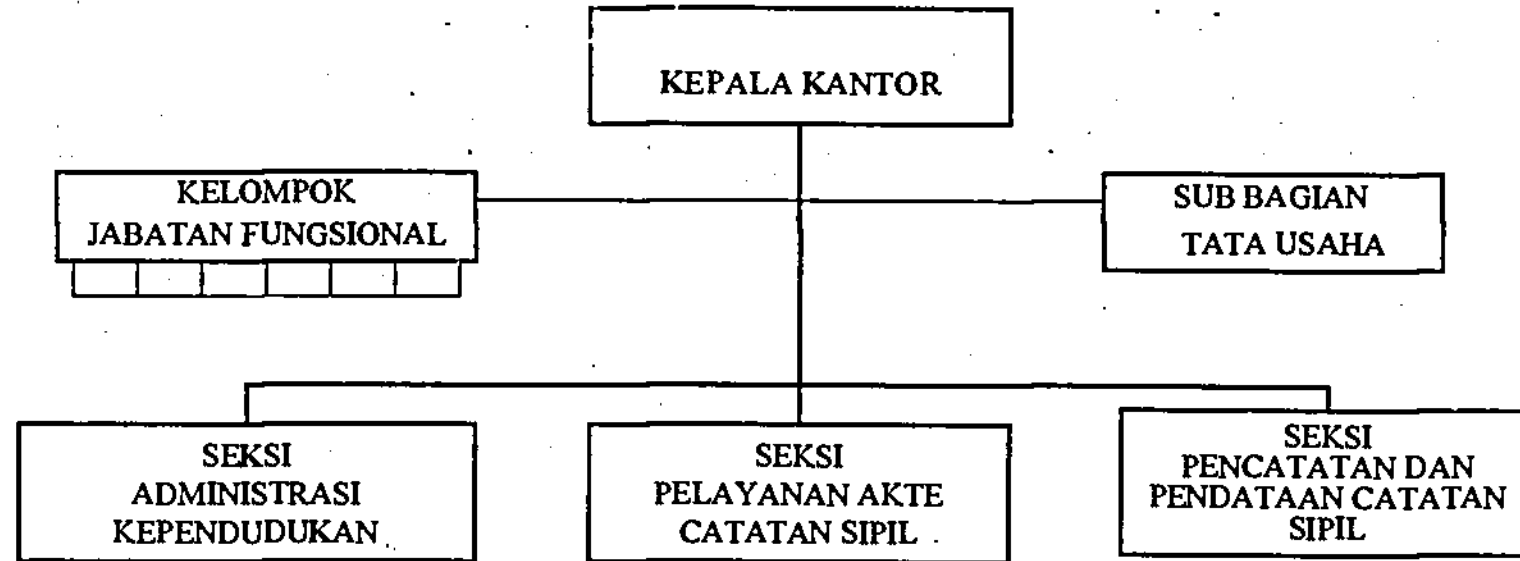 KEPALA KANTOR
KELOMPOK
JABATAN FUNGSIONAL
SUB BAGIAN
TATA USAHA
SEKSI
ADMINISTRASI
KEPENDUDUKAN
SEKSI
PELAYANAN AKTE
CATATAN SIPIL
SEKSI
PENCATATAN DAN
PENDATAAN CATATAN
SIPIL